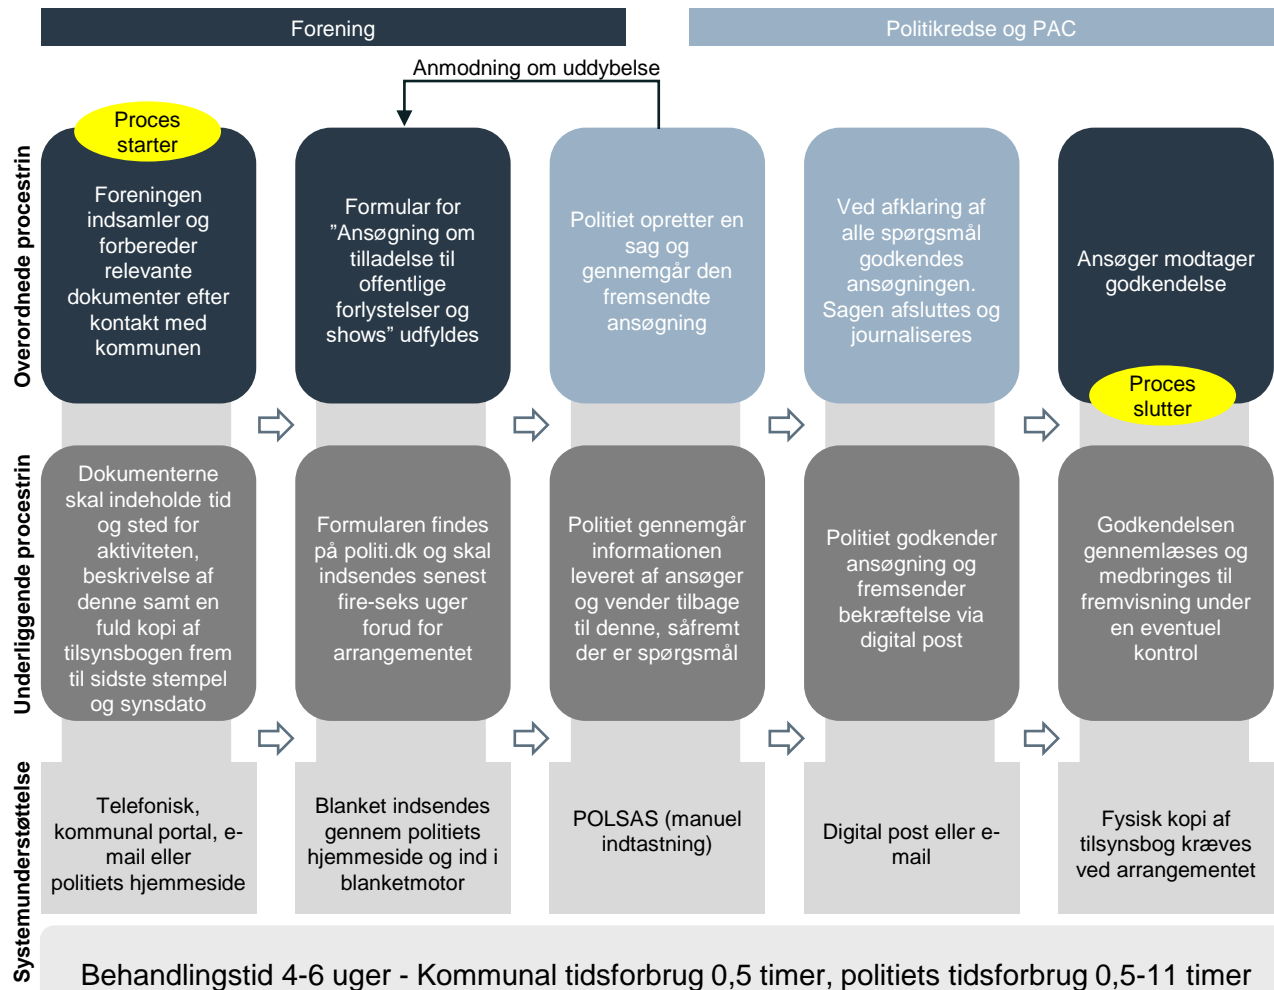 Forening
Politikredse og PAC
Anmodning om uddybelse
Overordnede procestrin
Proces
starter
Foreningen
indsamler og
forbereder
relevante
dokumenter efter
kontakt med
kommunen
Formular for
”Ansøgning om
tilladelse til
offentlige
forlystelser og
shows” udfyldes
Politiet opretter en
sag og
gennemgår den
fremsendte
ansøgning
Ved afklaring af
alle spørgsmål
godkendes
ansøgningen.
Sagen afsluttes og
journaliseres
Ansøger modtager
godkendelse
Proces
slutter
Underliggende procestrin
Dokumenterne
skal indeholde tid
og sted for
aktiviteten,
beskrivelse af
denne samt en
fuld kopi af
tilsynsbogen frem
til sidste stempel
og synsdato
Formularen findes
på politi.dk og skal
indsendes senest
fire-seks uger
forud for
arrangementet
Politiet gennemgår
informationen
leveret af ansøger
og vender tilbage
til denne, såfremt
der er spørgsmål
Politiet godkender
ansøgning og
fremsender
bekræftelse via
digital post
Godkendelsen
gennemlæses og
medbringes til
fremvisning under
en eventuel
kontrol
Systemunderstøttelse
Telefonisk,
kommunal portal, e-
mail eller
politiets hjemmeside
Blanket indsendes
gennem politiets
hjemmeside og ind i
blanketmotor
POLSAS (manuel
indtastning)
Digital post eller e-
mail
Fysisk kopi af
tilsynsbog kræves
ved arrangementet
Behandlingstid 4-6 uger - Kommunal tidsforbrug 0,5 timer, politiets tidsforbrug 0,5-11 timer